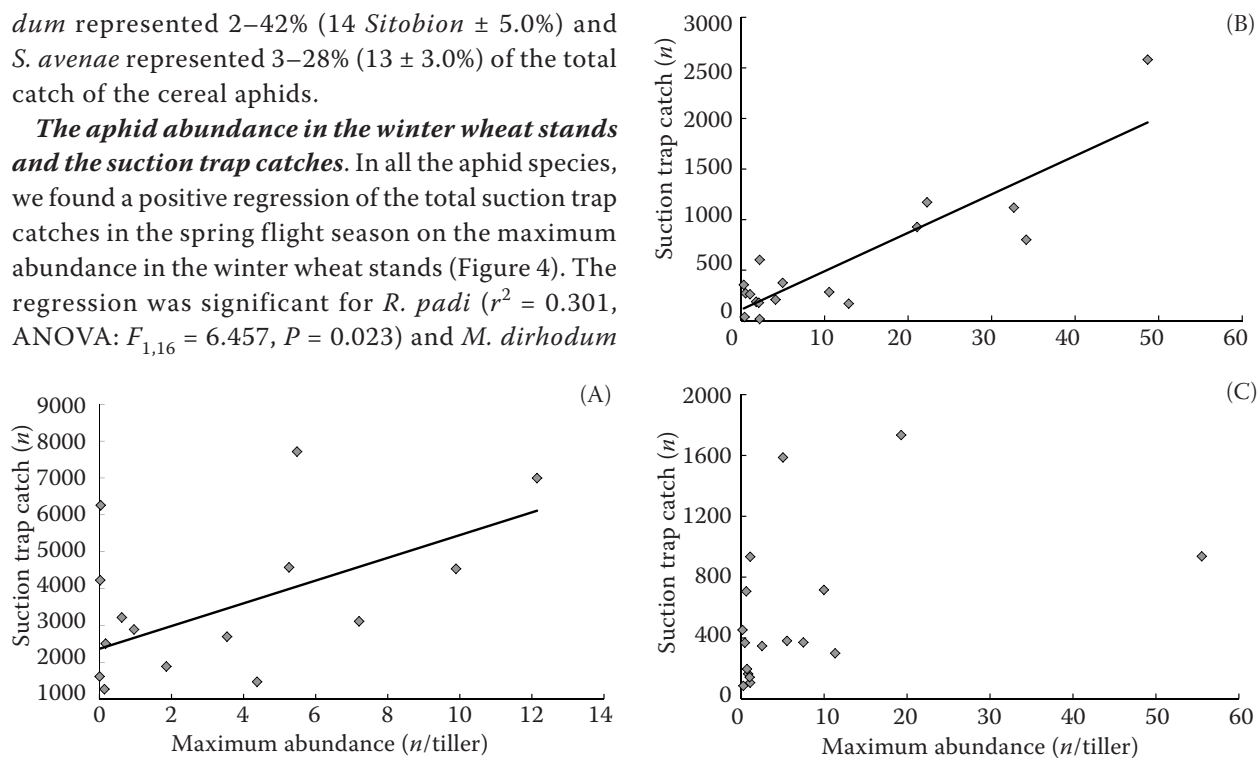 dum represented 2–42% (14 Sitobion ± 5.0%) and
S. avenae represented 3–28% (13 ± 3.0%) of the total
catch of the cereal aphids.
The aphid abundance in the winter wheat stands
and the suction trap catches. In all the aphid species,
we found a positive regression of the total suction trap
catches in the spring flight season on the maximum
abundance in the winter wheat stands (Figure 4). The
regression was significant for R. padi (r² = 0.301,
ANOVA: F1,16 = 6.457, P = 0.023) and M. dirhodum
(B)
Suction trap catch (n)
3000
2500
2000
1500
1000
500
0
0 10 20 30 40 50 60
(A)
Suction trap catch (n)
9000
8000
7000
6000
5000
4000
3000
2000
1000
0 2 4 6 8 10 12 14
Maximum abundance (n/tiller)
(C)
Suction trap catch (n)
2000
1600
1200
800
400
0
0 10 20 30 40 50 60
Maximum abundance (n/tiller)